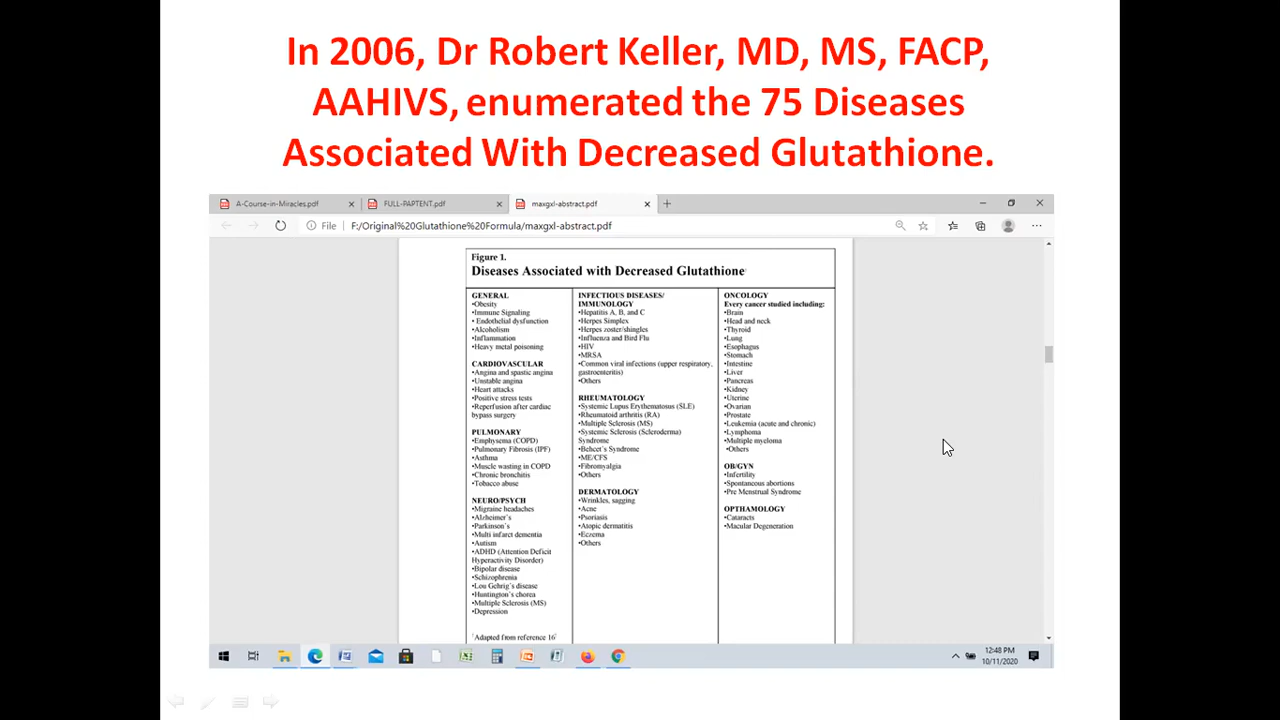 In 2006, Dr Robert Keller, MD, MS, FACP,
AAHIVS, enumerated the 75 Diseases
Associated With Decreased Glutathione.
A-Course-in-Miracles.pdf
FULL-PAPTENT.pdf
maxgxl-abstract.pdf
File
F:/Original%20Glutathione%20Formula/maxgxl-abstract.pdf
Figure 1.
Diseases Associated with Decreased Glutathione
GENERAL
•Obesity
•Immune Signaling
• Endothelial dysfunction
•Alcoholism
•Inflammation
•Heavy metal poisoning
CARDIOVASCULAR
•Angina and spastic angina
•Unstable angina
•Heart attacks
•Positive stress tests
•Reperfusion after cardiac
bypass surgery
PULMONARY
•Emphysema (COPD)
•Pulmonary Fibrosis (IPF)
•Asthma
•Muscle wasting in COPD
•Chronic bronchitis
•Tobacco abuse
NEURO/PSYCH
•Migraine headaches
•Alzheimer's
•Parkinson's
•Multi infarct dementia
•Autism
•ADHD (Attention Deficit
Hyperactivity Disorder)
•Bipolar disease
•Schizophrenia
•Lou Gehrig's disease
•Huntington's chorea
•Multiple Sclerosis (MS)
•Depression
Adapted from reference 16
INFECTIOUS DISEASES/
IMMUNOLOGY
•Hepatitis A, B, and C
•Herpes Simplex
•Herpes zoster/shingles
•Influenza and Bird Flu
•HIV
•MRSA
•Common viral infections (upper respiratory,
gastroenteritis)
•Others
RHEUMATOLOGY
•Systemic Lupus Erythematosus (SLE)
•Rheumatoid arthritis (RA)
•Multiple Sclerosis (MS)
•Systemic Sclerosis (Scleroderma)
Syndrome
•Behcet's Syndrome
•ME/CFS
•Fibromyalgia
•Others
DERMATOLOGY
•Wrinkles, sagging
•Acne
•Psoriasis
•Atopic dermatitis
•Eczema
•Others
ONCOLOGY
Every cancer studied including:
•Brain
•Head and neck
•Thyroid
•Lung
•Esophagus
•Stomach
•Intestine
•Liver
•Pancreas
•Kidney
•Uterine
•Ovarian
•Prostate
•Leukemia (acute and chronic)
•Lymphoma
•Multiple myeloma
•Others
OB/GYN
•Infertility
•Spontaneous abortions
•Pre Menstrual Syndrome
OPTHAMOLOGY
•Cataracts
•Macular Degeneration
12:48 PM
10/11/2020